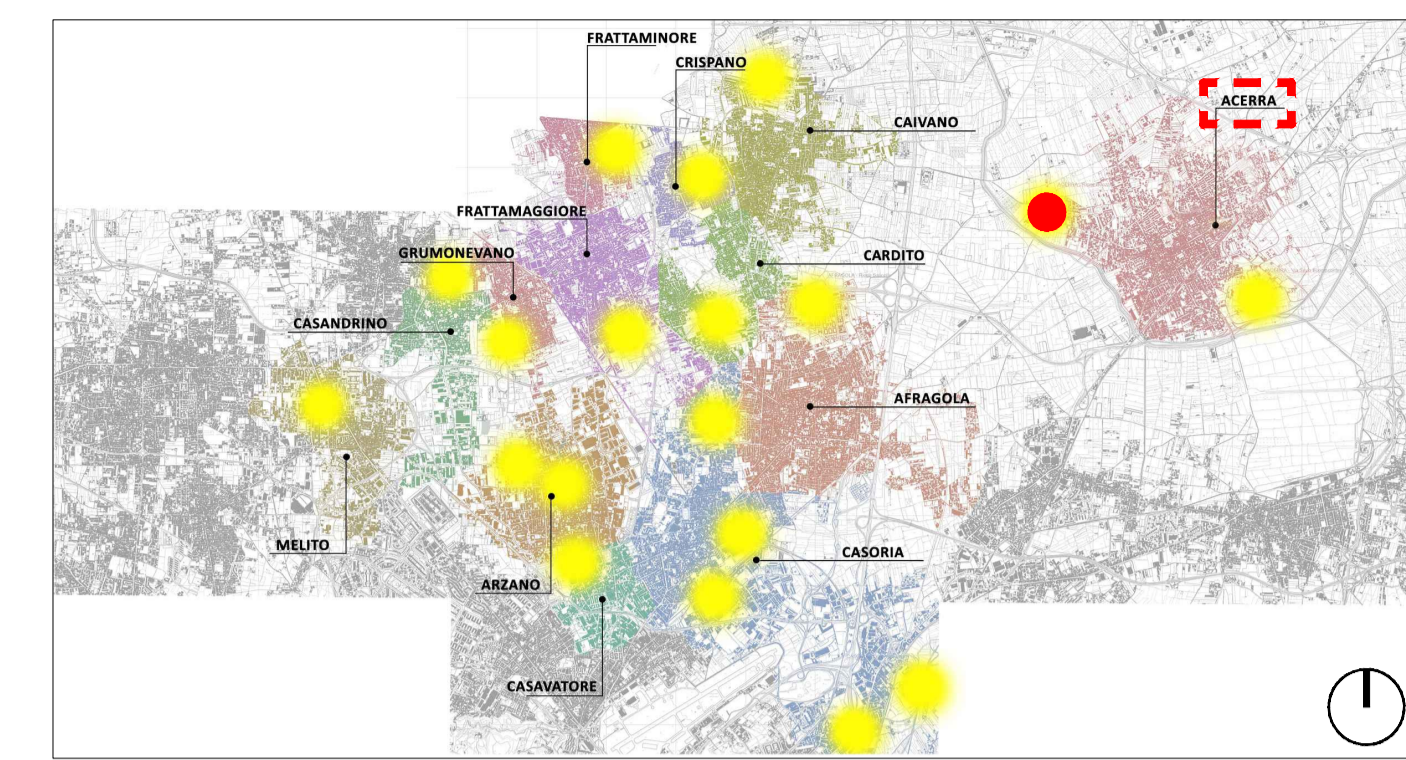 FRATTAMINORE
CRISPANO
ACERRA
CAIVANO
FRATTAMAGGIORE
GRUMONEVANO
CARDITO
CASANDRINO
AFRAGOLA
MELITO
CASORIA
ARZANO
CASAVATORE